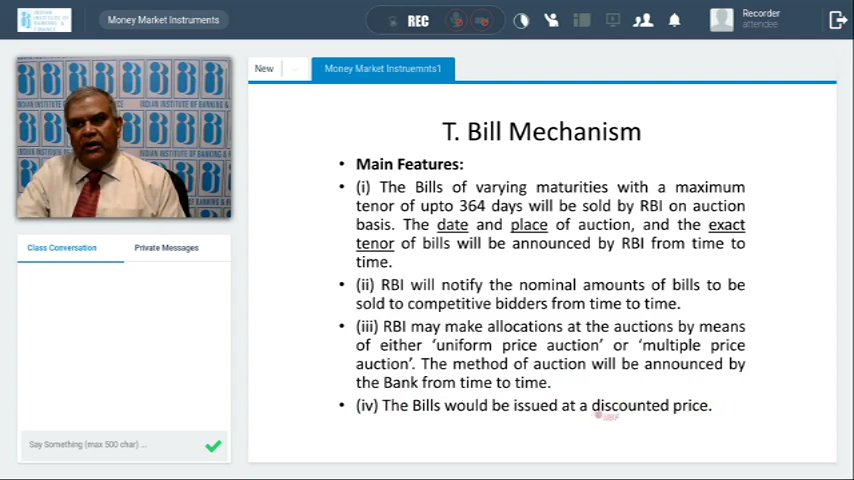 INDIAN
INSTITUTE OF
BANKING &
FINANCE
Money Market Instruments
REC
Recorder
attendee
New
Money Market Instruemnts1
T. Bill Mechanism
• Main Features:
• (i) The Bills of varying maturities with a maximum
tenor of upto 364 days will be sold by RBI on auction
basis. The date and place of auction, and the exact
tenor of bills will be announced by RBI from time to
time.
• (ii) RBI will notify the nominal amounts of bills to be
sold to competitive bidders from time to time.
• (iii) RBI may make allocations at the auctions by means
of either ‘uniform price auction’ or ‘multiple price
auction’. The method of auction will be announced by
the Bank from time to time.
• (iv) The Bills would be issued at a discounted price.
Class Conversation
Private Messages
Say Something (max 500 char) ...